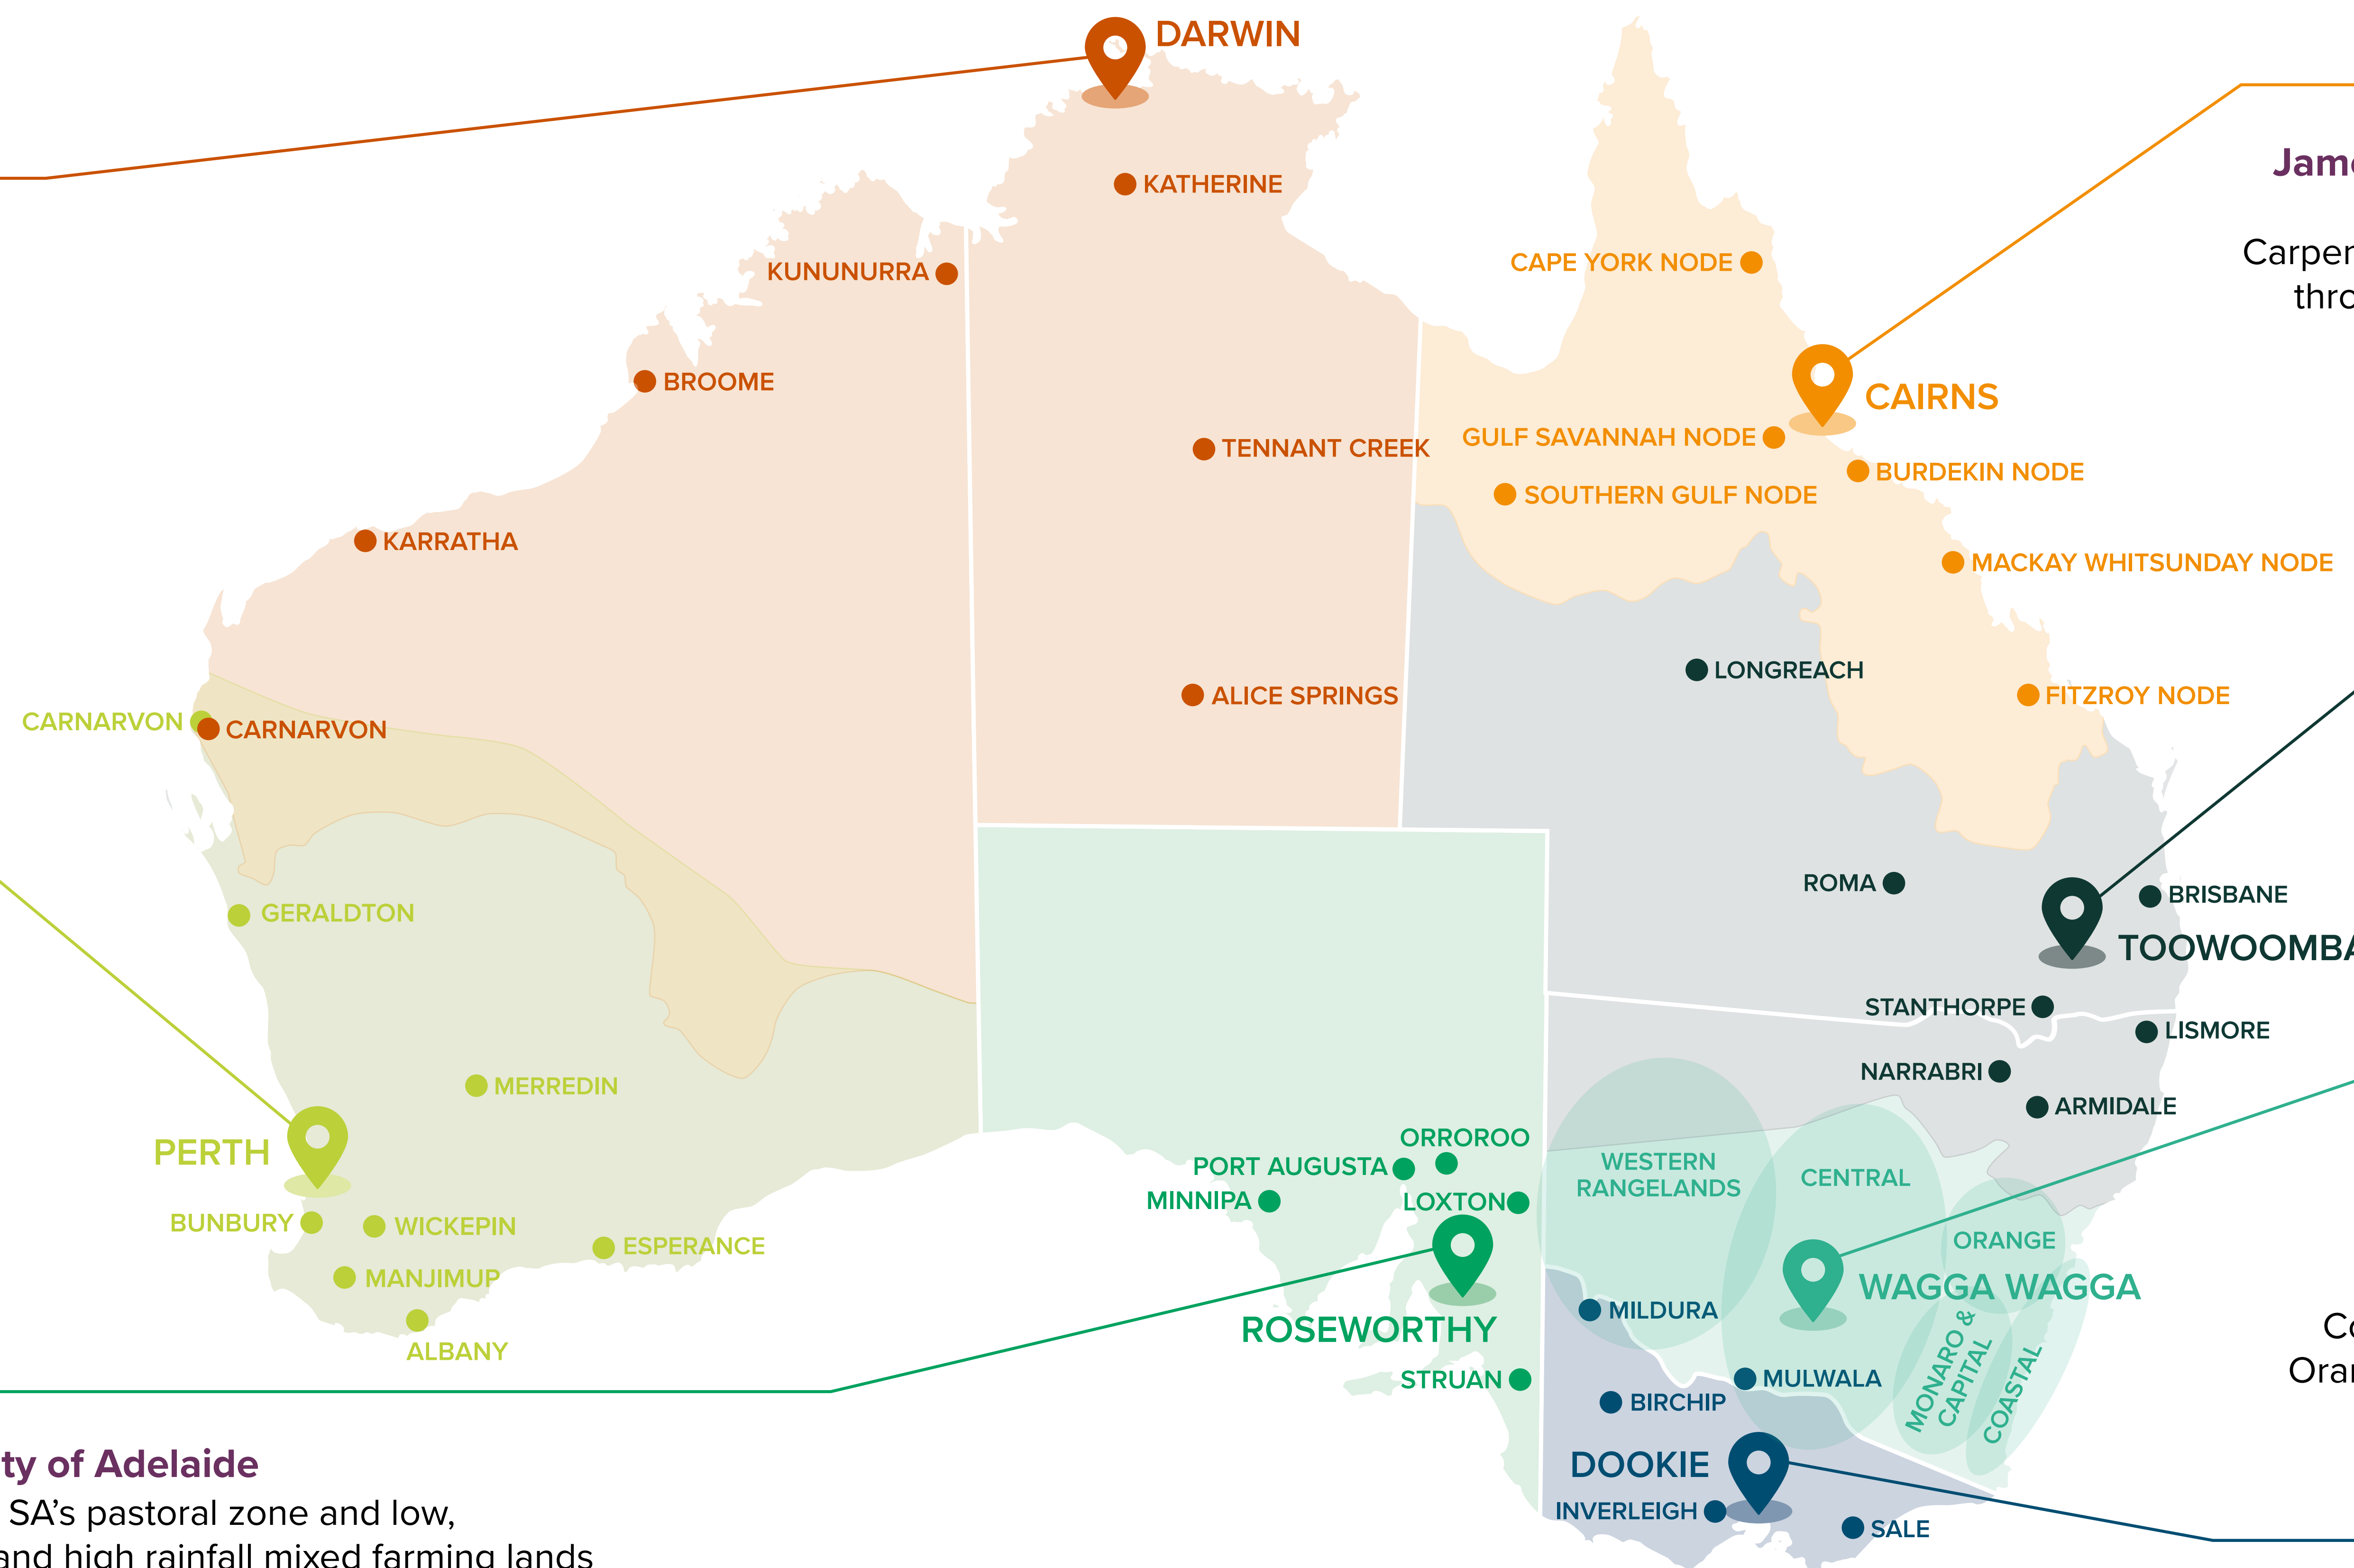 DARWIN
KATHERINE
KUNUNURRA
BROOME
TENNANT CREEK
KARRATHA
ALICE SPRINGS
CARNARVON
CARNARVON
CAPE YORK NODE
CAIRNS
GULF SAVANNAH NODE
BURDEKIN NODE
SOUTHERN GULF NODE
MACKAY WHITSUNDAY NODE
FITZROY NODE
LONGREACH
ROMA
BRISBANE
TOOWOOMBA
STANTHORPE
LISMORE
NARRABRI
ARMIDALE
GERALDTON
MERREDIN
PERTH
BUNBURY
WICKEPIN
ESPERANCE
MANJIMUP
ALBANY
ORROROO
PORT AUGUSTA
MINNIPA
LOXTON
ROSEWORTHY
STRUAN
WESTERN
RANGELANDS
CENTRAL
ORANGE
WAGGA WAGGA
MONARO &
CAPITAL
COASTAL
MILDURA
MULWALA
BIRCHIP
DOOKIE
INVERLEIGH
SALE
ty of Adelaide
SA's pastoral zone and low,
and high rainfall mixed farming lands